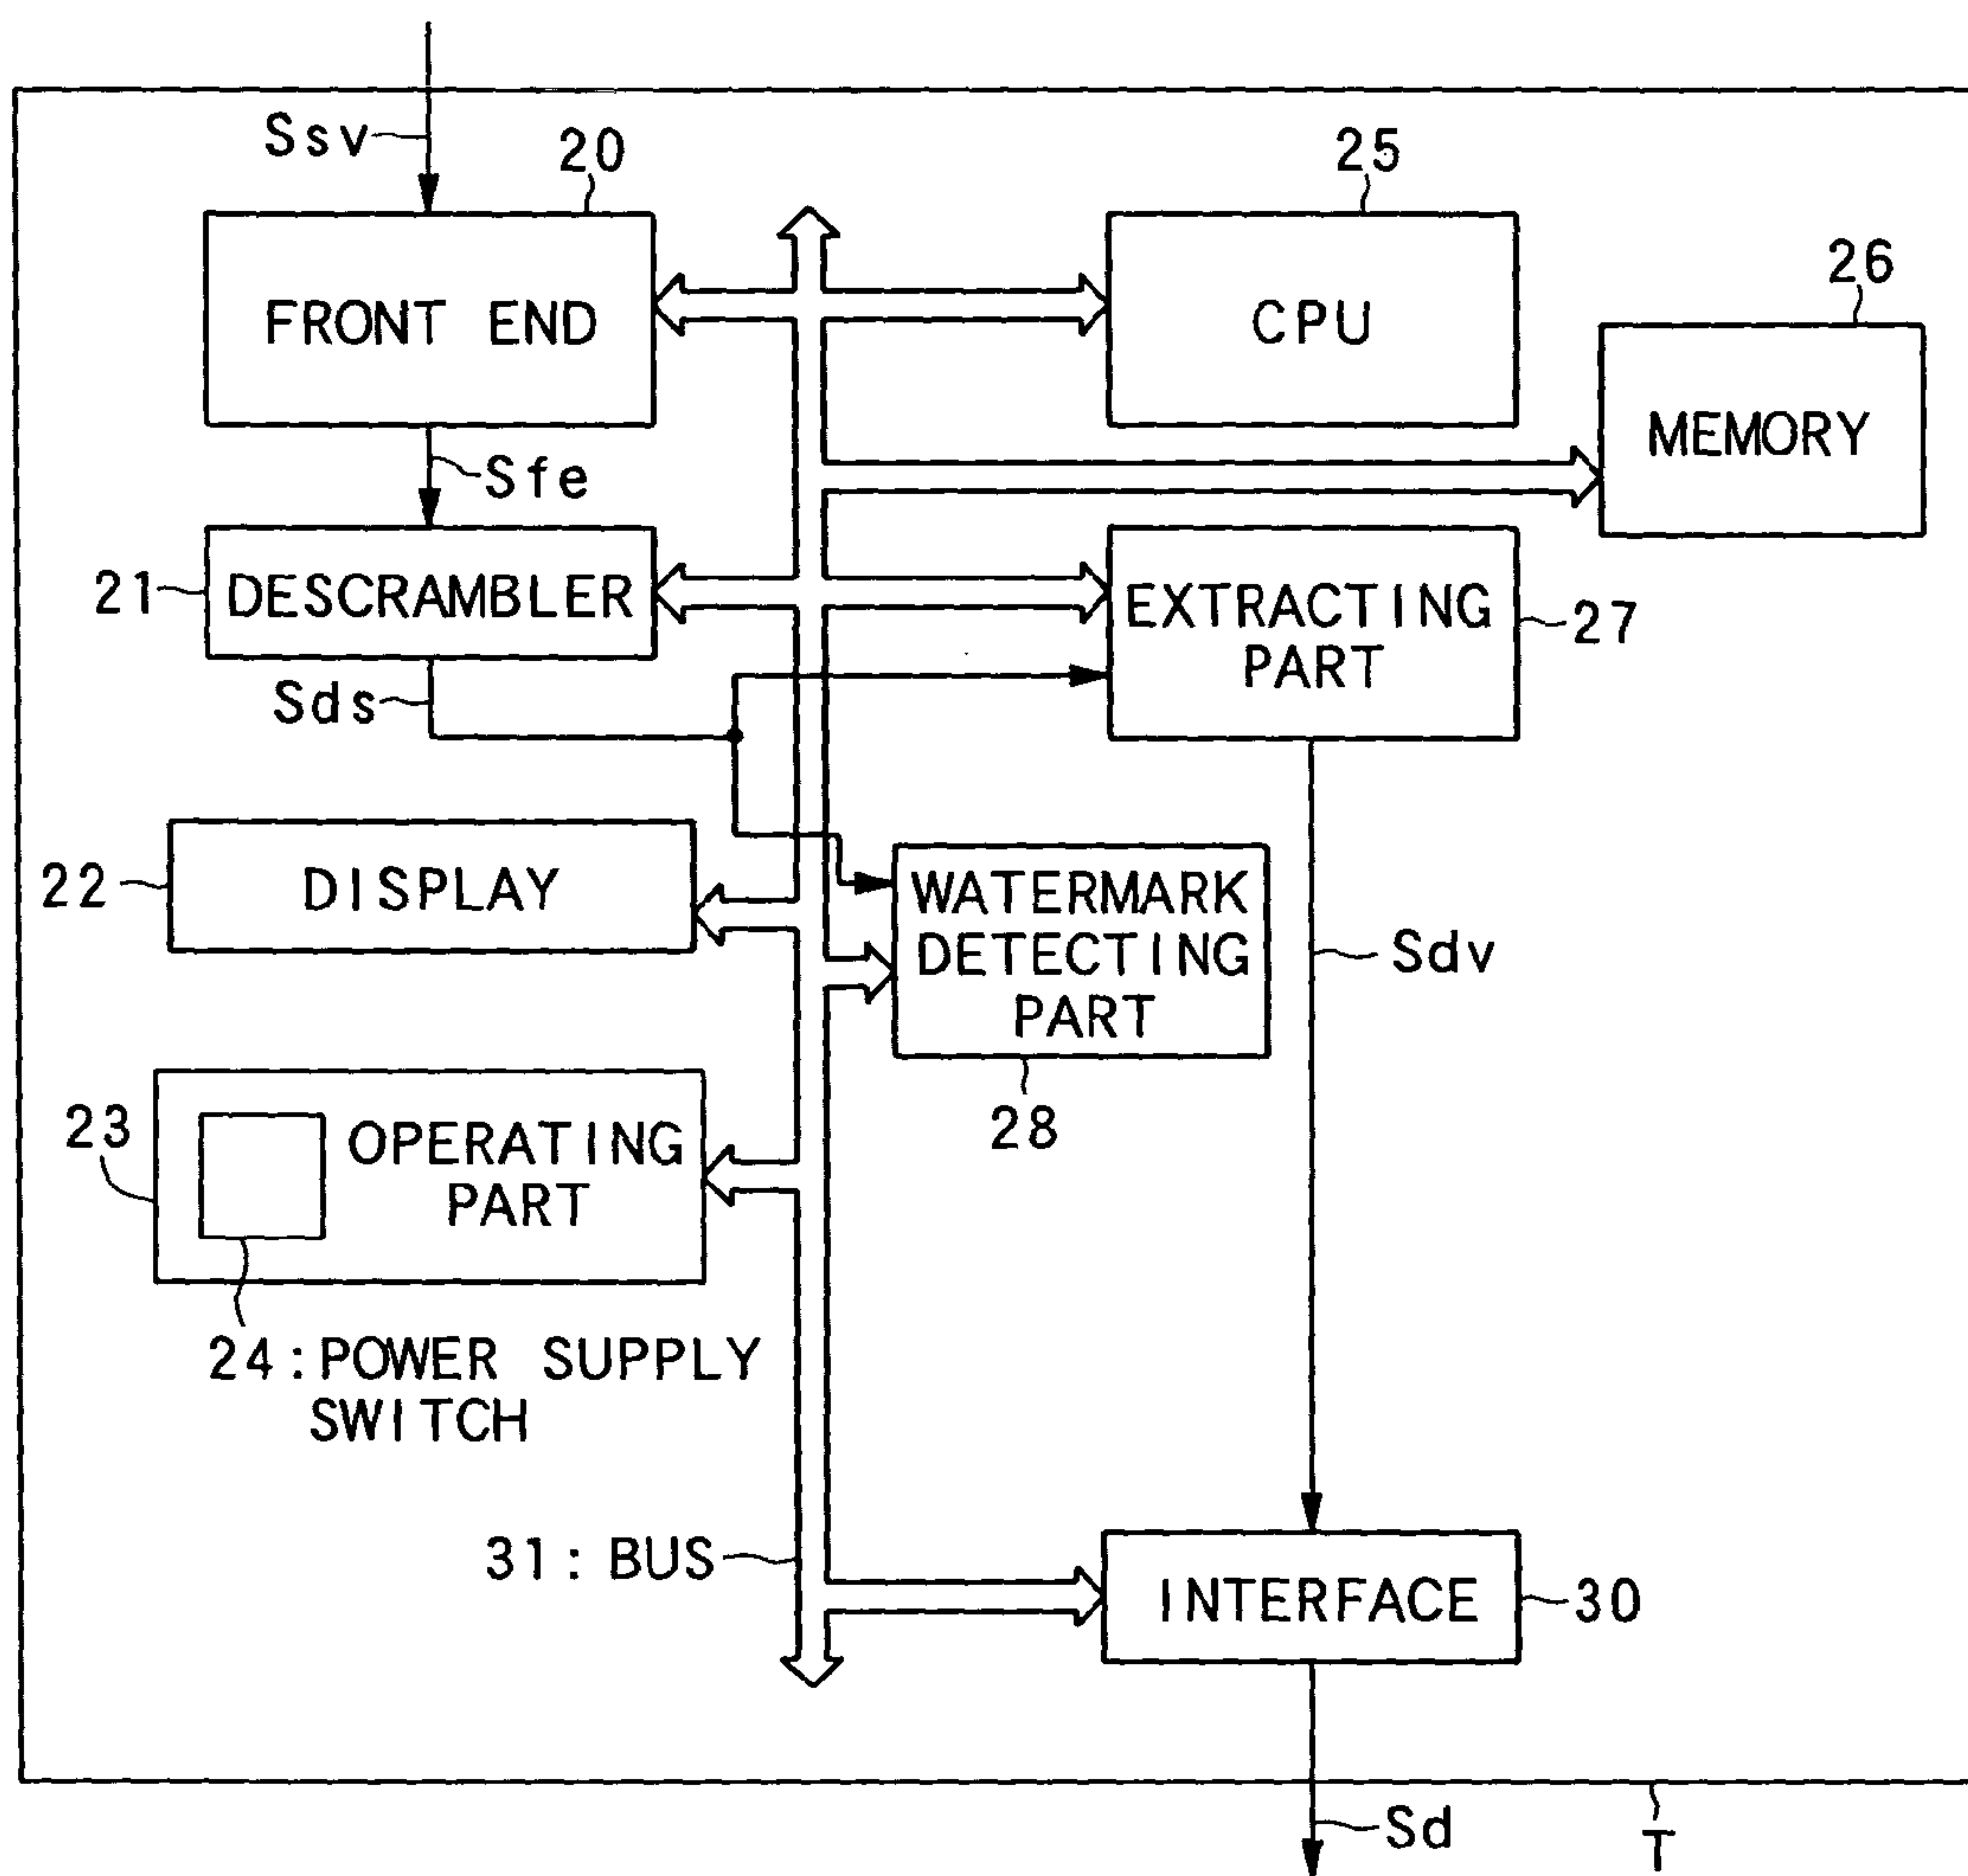 Ssv
20
25
26
FRONT END
CPU
MEMORY
Sfe
21
DESCRAMBLER
EXTRACTING
PART
27
Sds
22
DISPLAY
WATERMARK
DETECTING
PART
Sdv
28
23
OPERATING
PART
24:POWER SUPPLY
SWITCH
31: BUS
INTERFACE
30
Sd
T